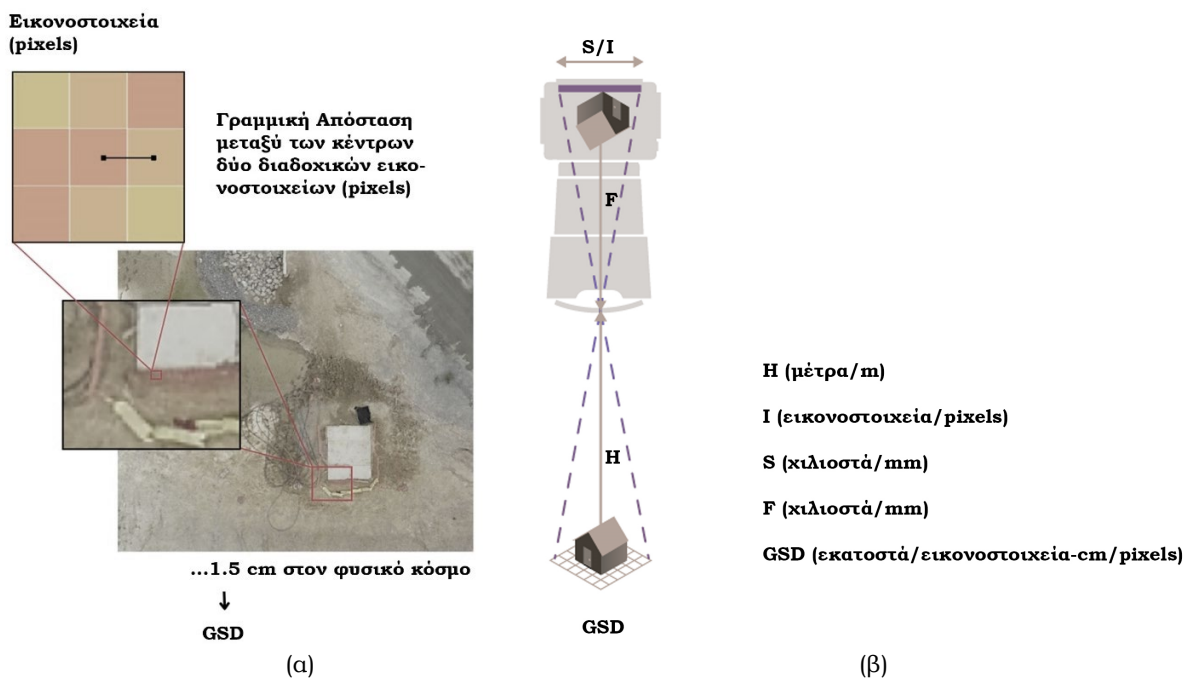 Εικονοστοιχεία
(pixels)
Γραμμική Απόσταση
μεταξύ των κέντρων
δύο διαδοχικών εικο-
νοστοιχείων (pixels)
...1.5 cm στον φυσικό κόσμο
GSD
(α)
S/I
F
H
GSD
H (μέτρα/m)
I (εικονοστοιχεία/pixels)
S (χιλιοστά/mm)
F (χιλιοστά/mm)
GSD (εκατοστά/εικονοστοιχεία-cm/pixels)
(β)